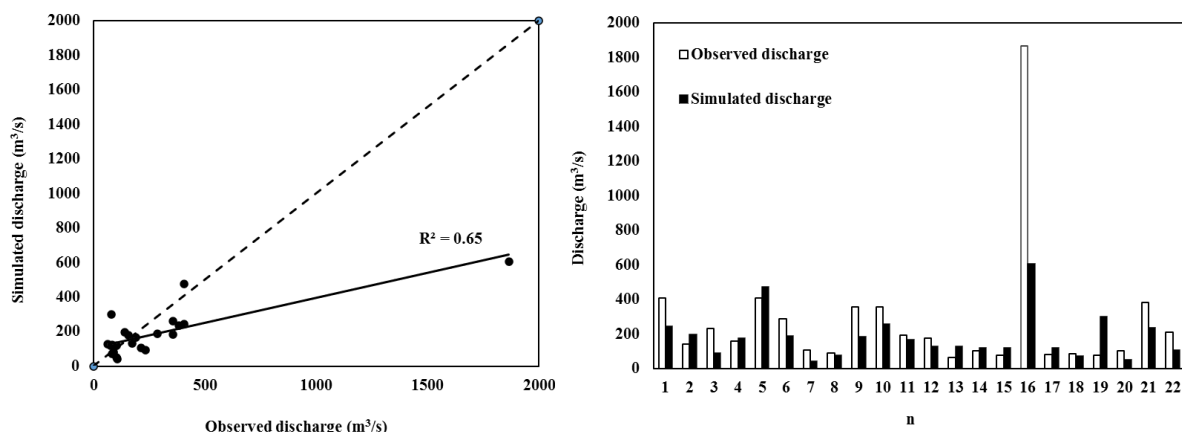 2000
1800
1600
1400
1200
1000
800
600
400
200
0
Simulated discharge (m³/s)
R² = 0.65
0 500 1000 1500 2000
Observed discharge (m³/s)
2000
1800
1600
1400
1200
1000
800
600
400
200
0
Discharge (m³/s)
Observed discharge
Simulated discharge
1 2 3 4 5 6 7 8 9 10 11 12 13 14 15 16 17 18 19 20 21 22
n